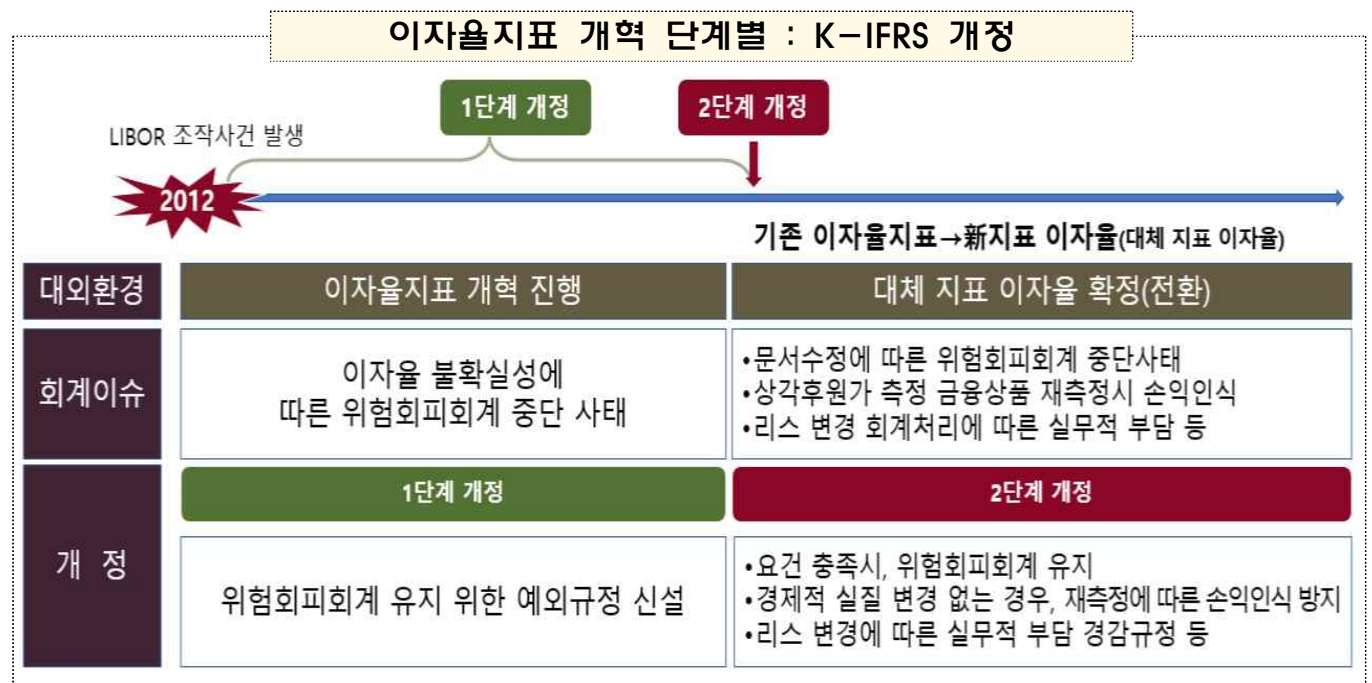 이자율지표 개혁 단계별 : K-IFRS 개정
1단계 개정
2단계 개정
LIBOR 조작사건 발생
2012
기존 이자율지표→新지표 이자율(대체 지표 이자율)
대외환경
이자율지표 개혁 진행
대체 지표 이자율 확정(전환)
회계이슈
이자율 불확실성에
따른 위험회피회계 중단 사태
•문서수정에 따른 위험회피회계 중단사태
•상각후원가 측정 금융상품 재측정시 손익인식
•리스 변경 회계처리에 따른 실무적 부담 등
개 정
1단계 개정
2단계 개정
위험회피회계 유지 위한 예외규정 신설
•요건 충족시, 위험회피회계 유지
•경제적 실질 변경 없는 경우, 재측정에 따른 손익인식 방지
•리스 변경에 따른 실무적 부담 경감규정 등